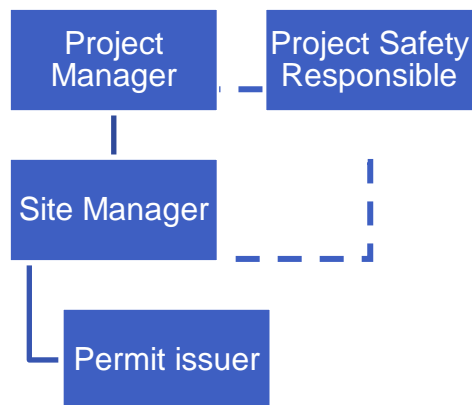 Project
Manager
Project Safety
Responsible
Site Manager
Permit issuer